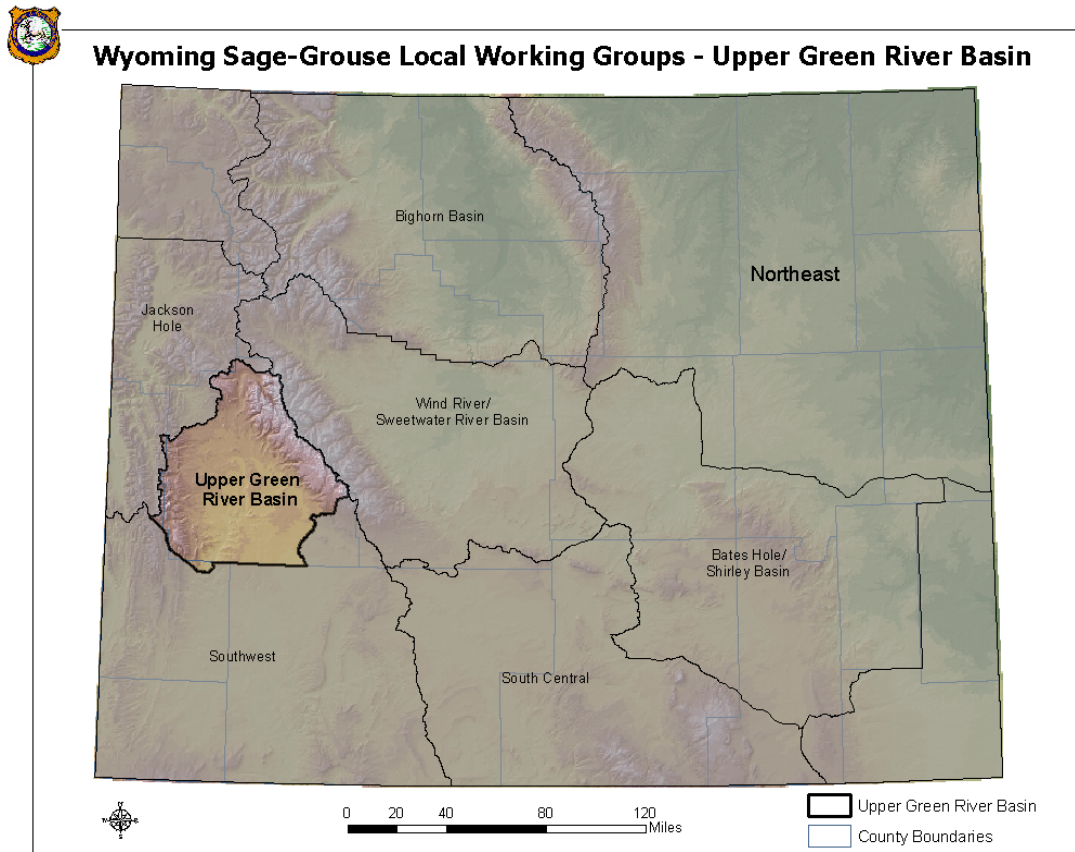 Wyoming Sage-Grouse Local Working Groups - Upper Green River Basin
Bighorn Basin
Northeast
Jackson
Hole
Wind River/
Sweetwater River Basin
Upper Green
River Basin
Bates Hole/
Shirley Basin
Southwest
South Central
0 20 40 80 120
Miles
Upper Green River Basin
County Boundaries